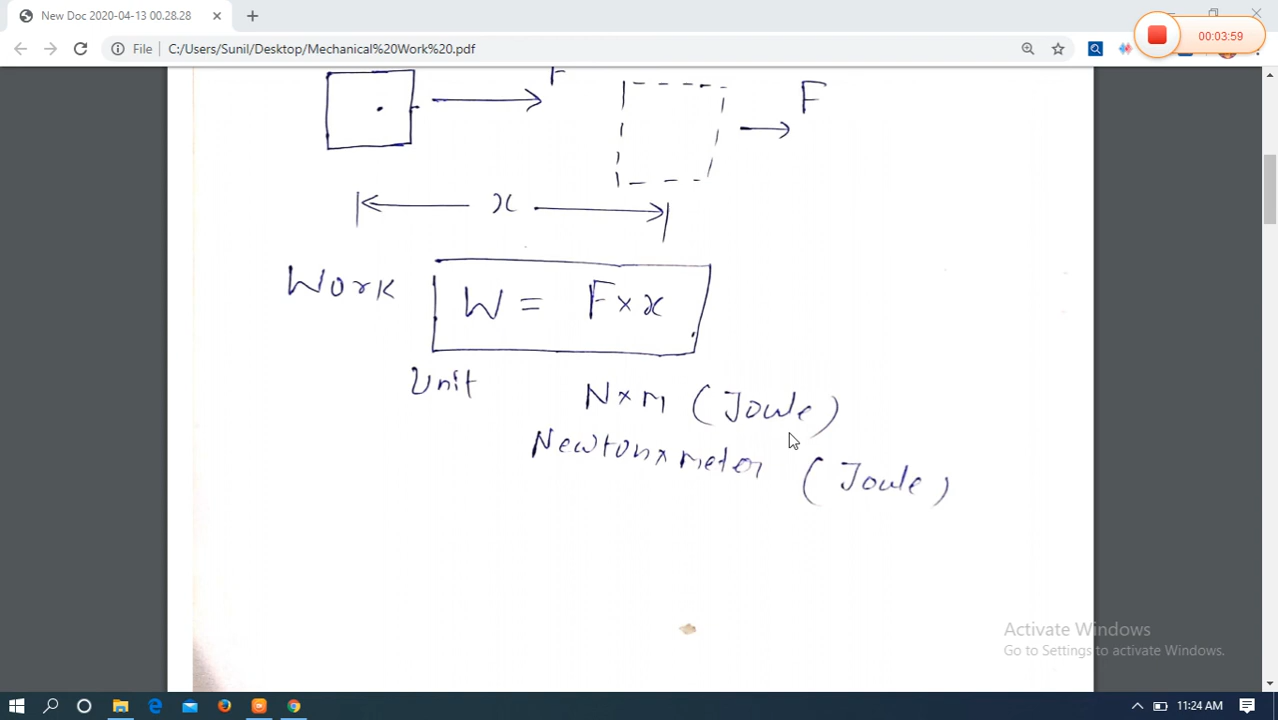 New Doc 2020-04-13 00.28.28
00:03:59
File C:/Users/Sunil/Desktop/Mechanical%20Work%20.pdf
F
F
x
Work W = F×x
Unit N×m (Joule)
Newton×meter (Joule)
Activate Windows
Go to Settings to activate Windows.
11:24 AM